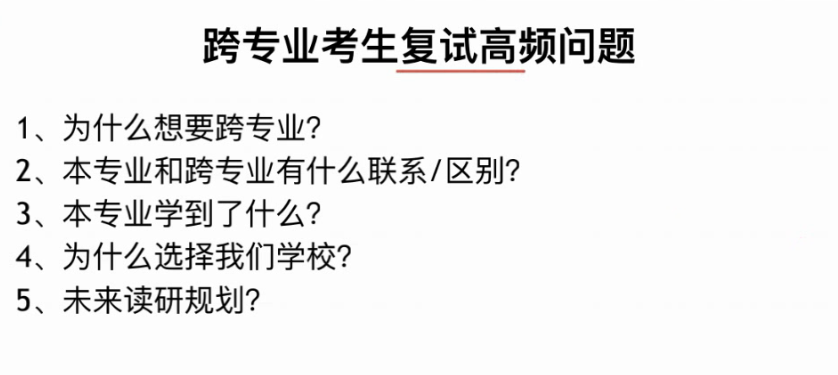 跨专业考生复试高频问题
1、为什么想要跨专业？
2、本专业和跨专业有什么联系/区别？
3、本专业学到了什么？
4、为什么选择我们学校？
5、未来读研规划？